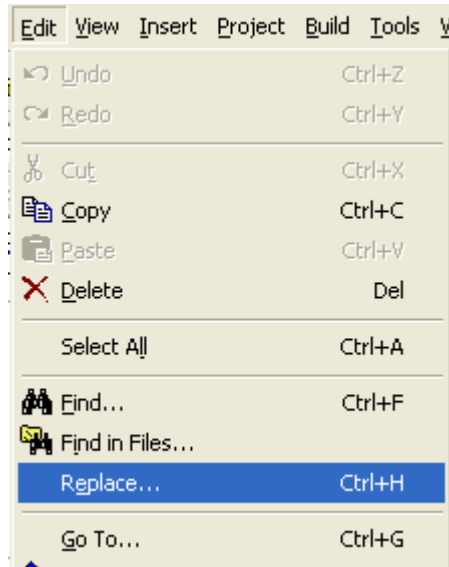 Edit View Insert Project Build Tools
Undo Ctrl+Z
Redo Ctrl+Y
Cut Ctrl+X
Copy Ctrl+C
Paste Ctrl+V
Delete Del
Select All Ctrl+A
Find... Ctrl+F
Find in Files...
Replace... Ctrl+H
Go To... Ctrl+G